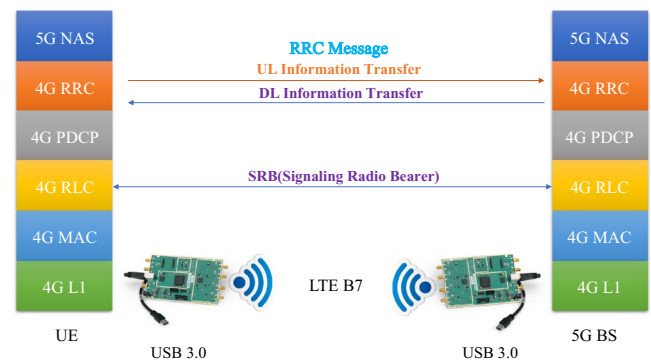 5G NAS
5G NAS
RRC Message
UL Information Transfer
4G RRC
4G RRC
DL Information Transfer
4G PDCP
4G PDCP
SRB(Signaling Radio Bearer)
4G RLC
4G RLC
4G MAC
4G MAC
LTE B7
4G L1
4G L1
UE
5G BS
USB 3.0
USB 3.0